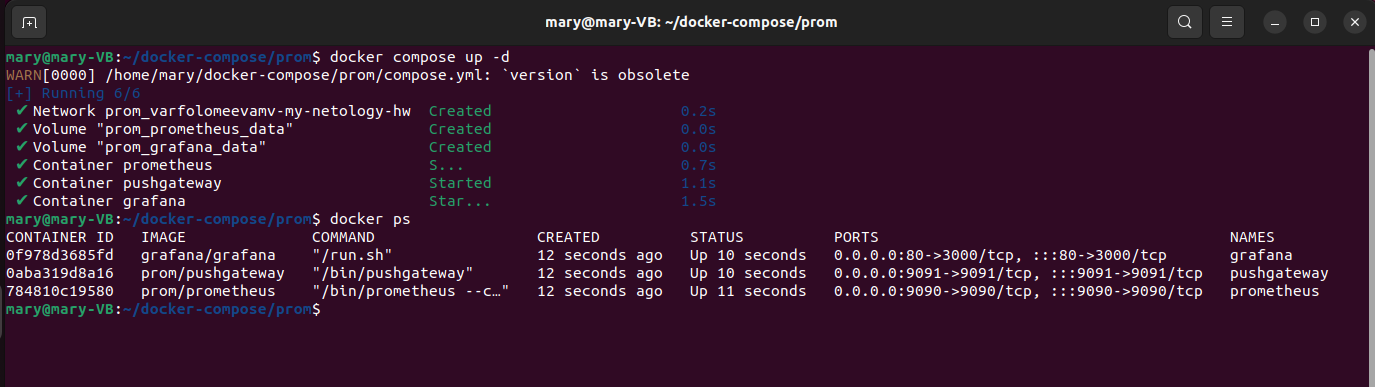 mary@mary-VB: ~/docker-compose/prom
mary@mary-VB:~/docker-compose/prom$ docker compose up -d
WARN[0000] /home/mary/docker-compose/prom/compose.yml: `version` is obsolete
[+] Running 6/6
✔ Network prom_varfolomeevamv-my-netology-hw  Created  0.2s
✔ Volume "prom_prometheus_data"  Created  0.0s
✔ Volume "prom_grafana_data"  Created  0.0s
✔ Container prometheus  S...  0.7s
✔ Container pushgateway  Started  1.1s
✔ Container grafana  Star...  1.5s
mary@mary-VB:~/docker-compose/prom$ docker ps
CONTAINER ID   IMAGE   COMMAND   CREATED   STATUS   PORTS   NAMES
0f978d3685fd   grafana/grafana   "/run.sh"   12 seconds ago   Up 10 seconds   0.0.0.0:80->3000/tcp, :::80->3000/tcp   grafana
0aba319d8a16   prom/pushgateway   "/bin/pushgateway"   12 seconds ago   Up 10 seconds   0.0.0.0:9091->9091/tcp, :::9091->9091/tcp   pushgateway
784810c19580   prom/prometheus   "/bin/prometheus --c…"   12 seconds ago   Up 11 seconds   0.0.0.0:9090->9090/tcp, :::9090->9090/tcp   prometheus
mary@mary-VB:~/docker-compose/prom$